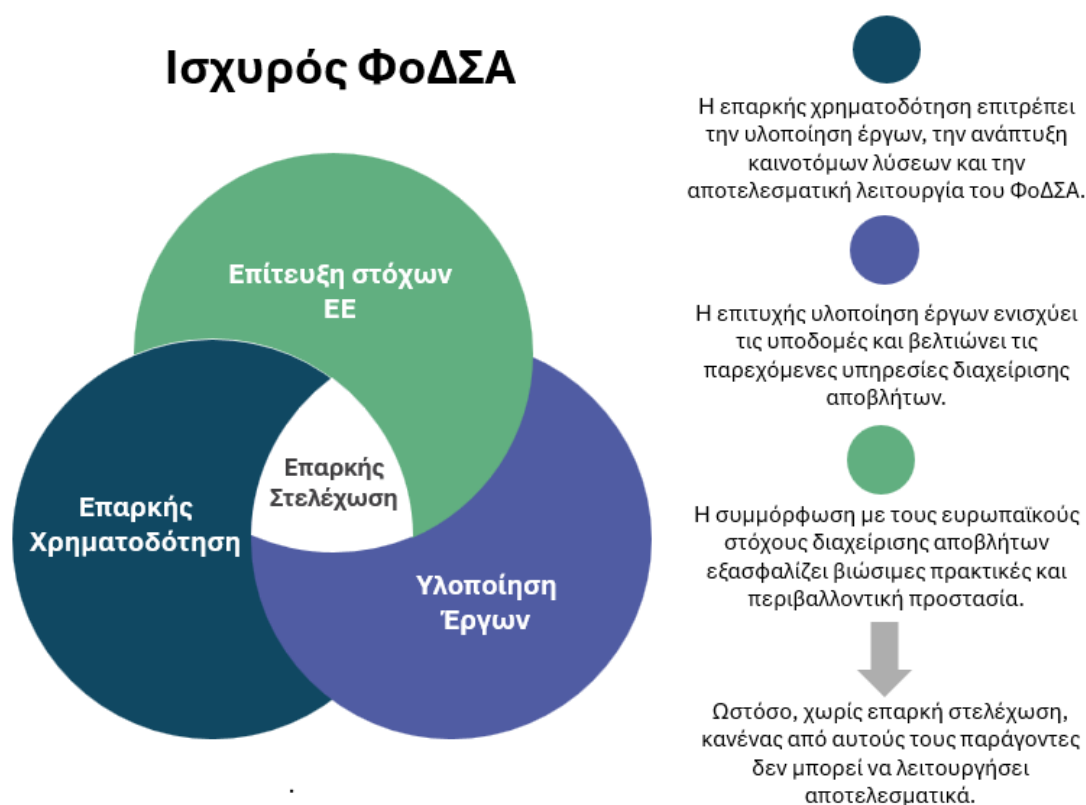 Ισχυρός ΦοΔΣΑ
Επίτευξη στόχων
ΕΕ
Επαρκής
Στελέχωση
Επαρκής
Χρηματοδότηση
Υλοποίηση
Έργων
Η επαρκής χρηματοδότηση επιτρέπει
την υλοποίηση έργων, την ανάπτυξη
καινοτόμων λύσεων και την
αποτελεσματική λειτουργία του ΦοΔΣΑ.
Η επιτυχής υλοποίηση έργων ενισχύει
τις υποδομές και βελτιώνει τις
παρεχόμενες υπηρεσίες διαχείρισης
αποβλήτων.
Η συμμόρφωση με τους ευρωπαϊκούς
στόχους διαχείρισης αποβλήτων
εξασφαλίζει βιώσιμες πρακτικές και
περιβαλλοντική προστασία.
Ωστόσο, χωρίς επαρκή στελέχωση,
κανένας από αυτούς τους παράγοντες
δεν μπορεί να λειτουργήσει
αποτελεσματικά.
.